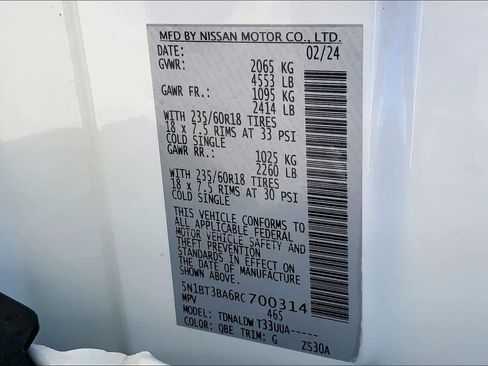 MFD BY NISSAN MOTOR CO., LTD.
DATE: 02/24
GVWR: 2065 KG
4553 LB
GAWR FR.: 1095 KG
2414 LB
WITH 235/60R18 TIRES
18 x 7.5 RIMS AT 33 PSI
COLD SINGLE
GAWR RR.: 1025 KG
2260 LB
WITH 235/60R18 TIRES
18 x 7.5 RIMS AT 30 PSI
COLD SINGLE
THIS VEHICLE CONFORMS TO
ALL APPLICABLE FEDERAL
MOTOR VEHICLE SAFETY AND
THEFT PREVENTION
STANDARDS IN EFFECT ON
THE DATE OF MANUFACTURE
SHOWN ABOVE.
5N1BT3BA6RC700314
MPV 465
MODEL: TDNALDW T33UUA-----
COLOR: QBE TRIM: G ZS30A